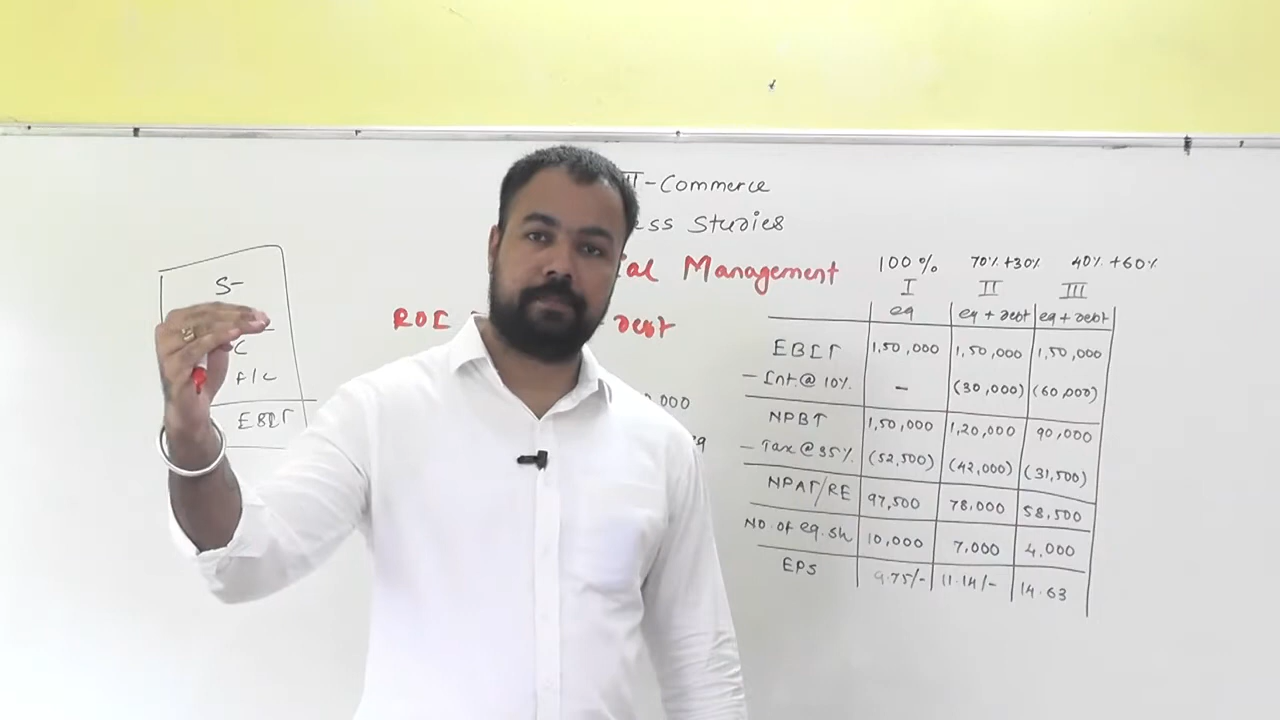 II-Commerce
ess Studies
ial Management
ROI debt
S-
C
F/C
EBIT
0,000
100% 70%+30% 40%+60%
I II III
eq eq + debt eq + debt
EBIT 1,50,000 1,50,000 1,50,000
- Int.@ 10%. - (30,000) (60,000)
NPBT 1,50,000 1,20,000 90,000
- Tax@35%. (52,500) (42,000) (31,500)
NPAT/RE 97,500 78,000 58,500
NO. of eq. sh 10,000 7,000 4,000
EPS 9.75/- 11.14/- 14.63